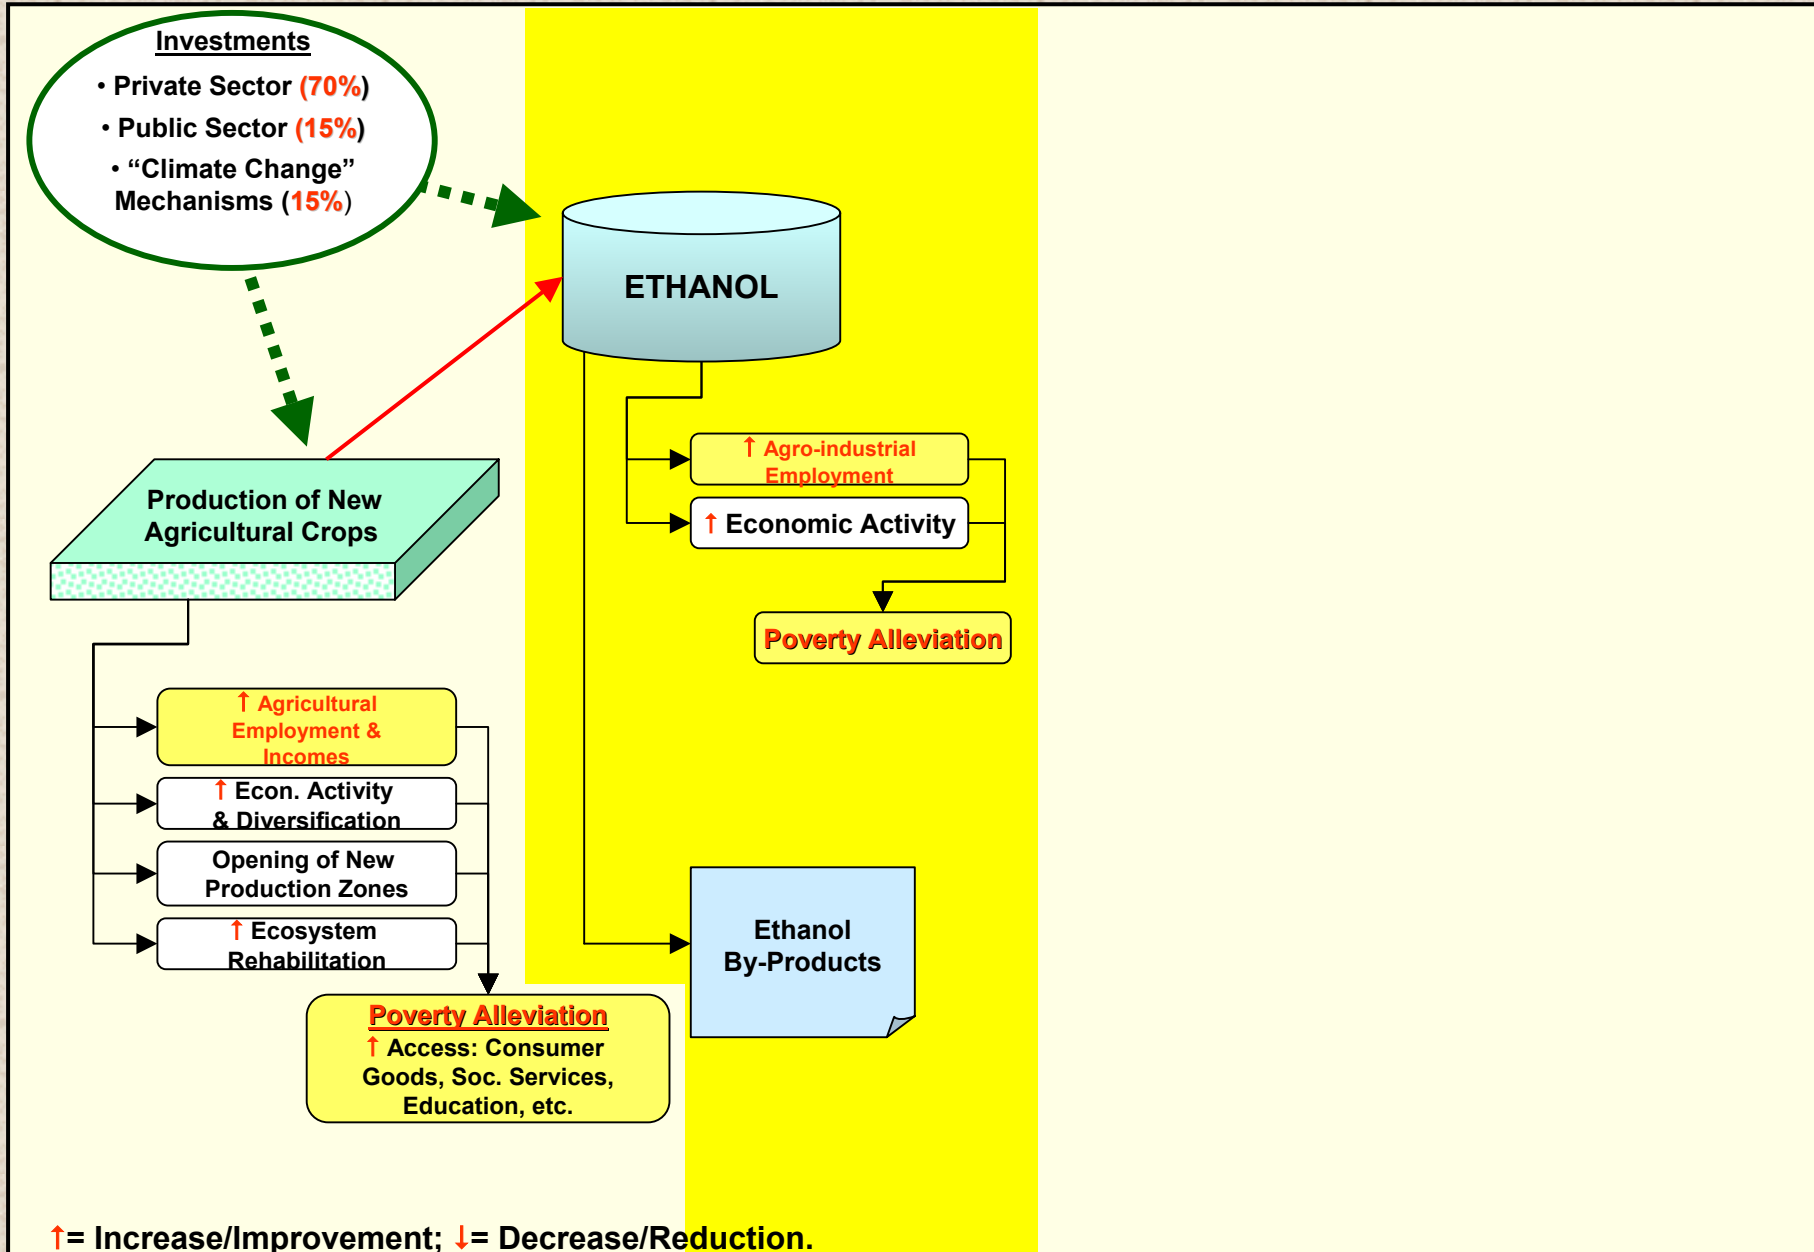 Investments
• Private Sector (70%)
• Public Sector (15%)
• “Climate Change”
Mechanisms (15%)
ETHANOL
↑ Agro-industrial
Employment
↑ Economic Activity
Poverty Alleviation
Production of New
Agricultural Crops
↑ Agricultural
Employment &
Incomes
↑ Econ. Activity
& Diversification
Opening of New
Production Zones
↑ Ecosystem
Rehabilitation
Ethanol
By-Products
Poverty Alleviation
↑ Access: Consumer
Goods, Soc. Services,
Education, etc.
↑= Increase/Improvement; ↓= Decrease/Reduction.